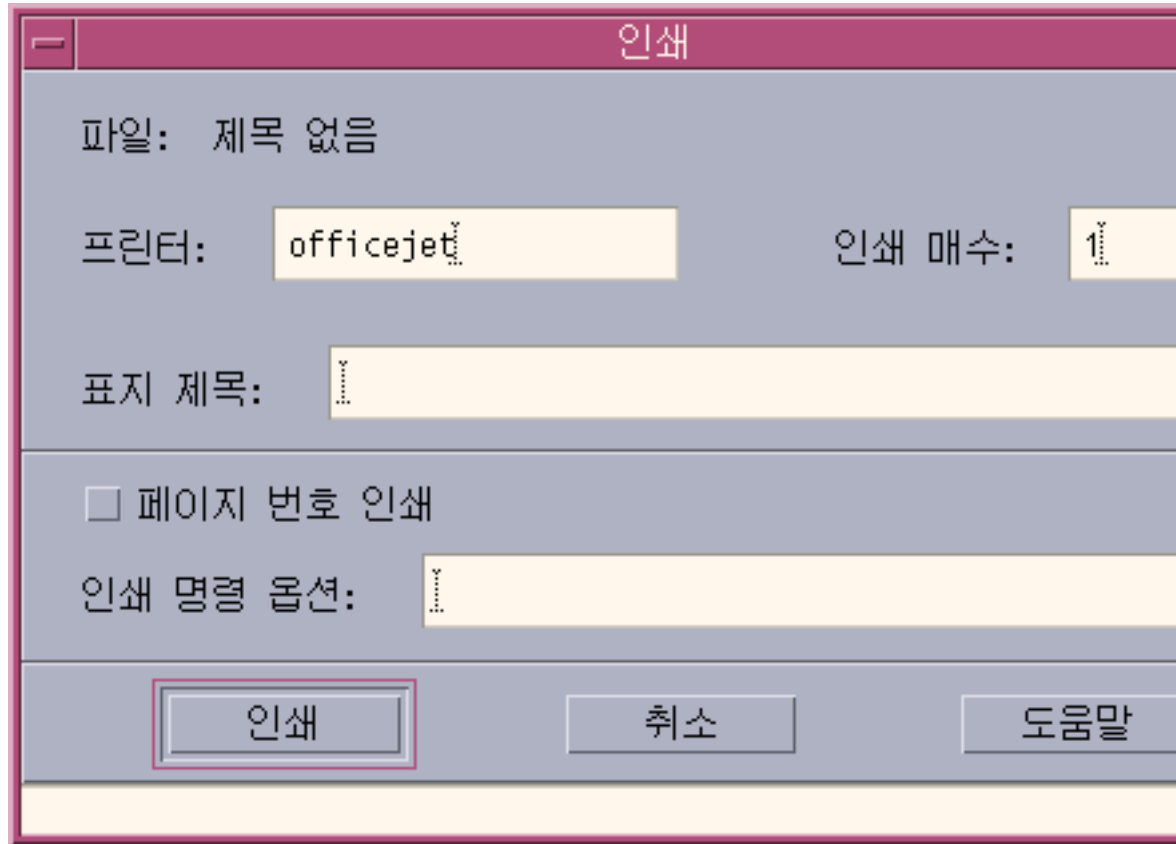 인쇄
파일: 제목 없음
프린터: officejet 인쇄 매수: 1
표지 제목:
페이지 번호 인쇄
인쇄 명령 옵션:
인쇄 취소 도움말